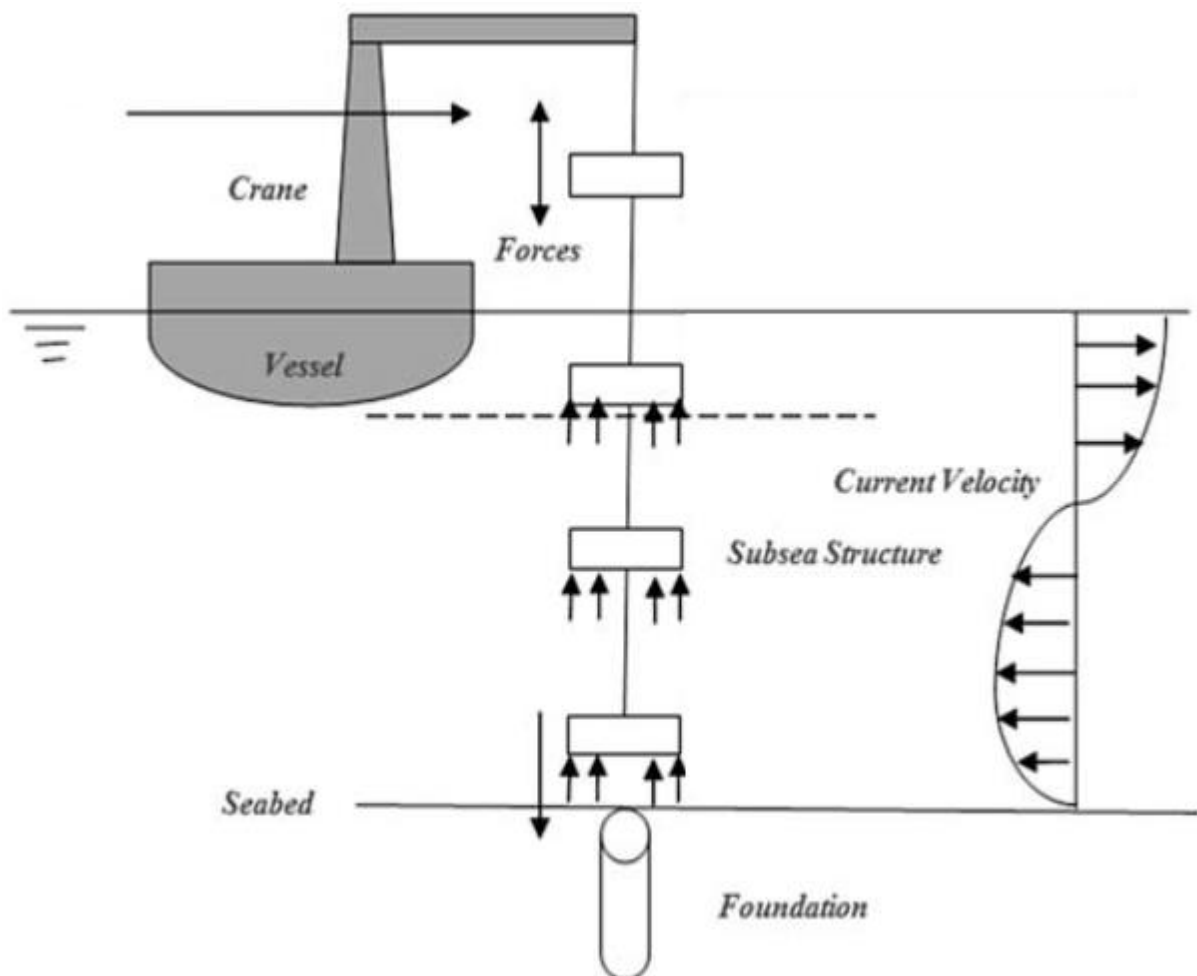 Crane
Forces
Vessel
Current Velocity
Subsea Structure
Seabed
Foundation